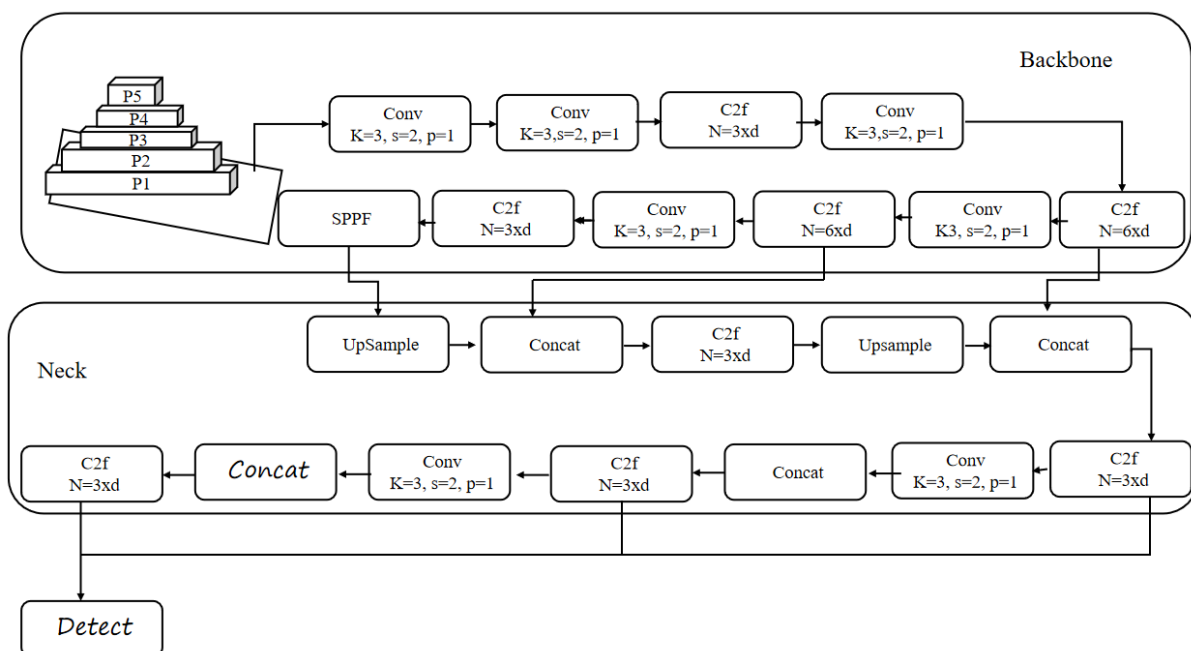 Backbone
P5
P4
P3
P2
P1
Conv
K=3, s=2, p=1
Conv
K=3,s=2, p=1
C2f
N=3xd
Conv
K=3,s=2, p=1
SPPF
C2f
N=3xd
Conv
K=3, s=2, p=1
C2f
N=6xd
Conv
K3, s=2, p=1
C2f
N=6xd
Neck
UpSample
Concat
C2f
N=3xd
Upsample
Concat
C2f
N=3xd
Concat
Conv
K=3, s=2, p=1
C2f
N=3xd
Concat
Conv
K=3, s=2, p=1
C2f
N=3xd
Detect